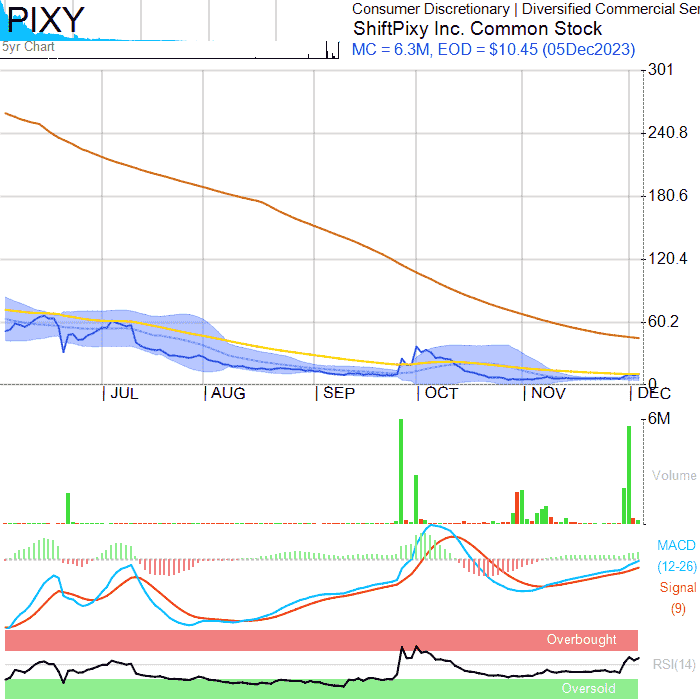 PIXY
Consumer Discretionary | Diversified Commercial Ser
ShiftPixy Inc. Common Stock
5yr Chart
MC = 6.3M, EOD = $10.45 (05Dec2023)
301
240.8
180.6
120.4
60.2
0
JUL
AUG
SEP
OCT
NOV
DEC
6M
Volume
MACD
(12-26)
Signal
(9)
Overbought
RSI(14)
Oversold